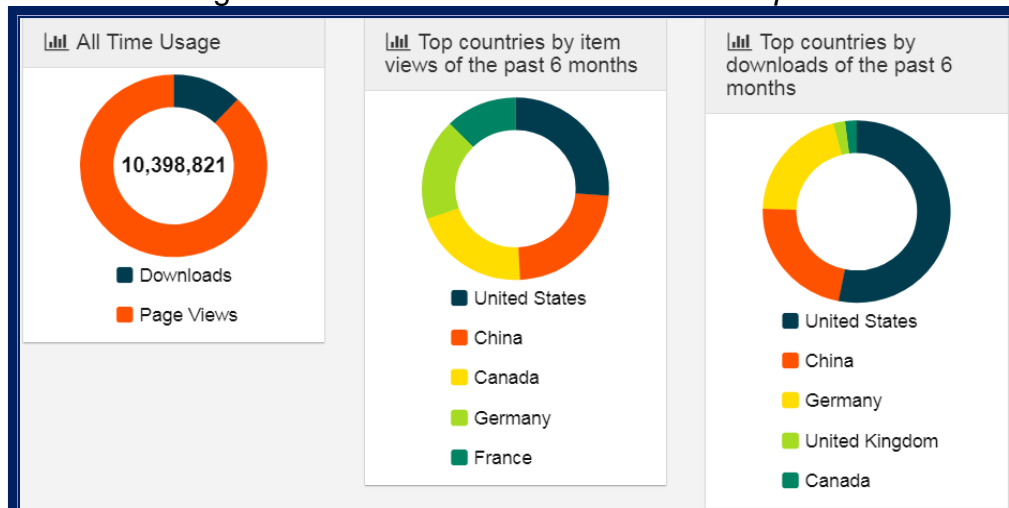 All Time Usage
10,398,821
Downloads
Page Views
Top countries by item
views of the past 6 months
United States
China
Canada
Germany
France
Top countries by
downloads of the past 6
months
United States
China
Germany
United Kingdom
Canada